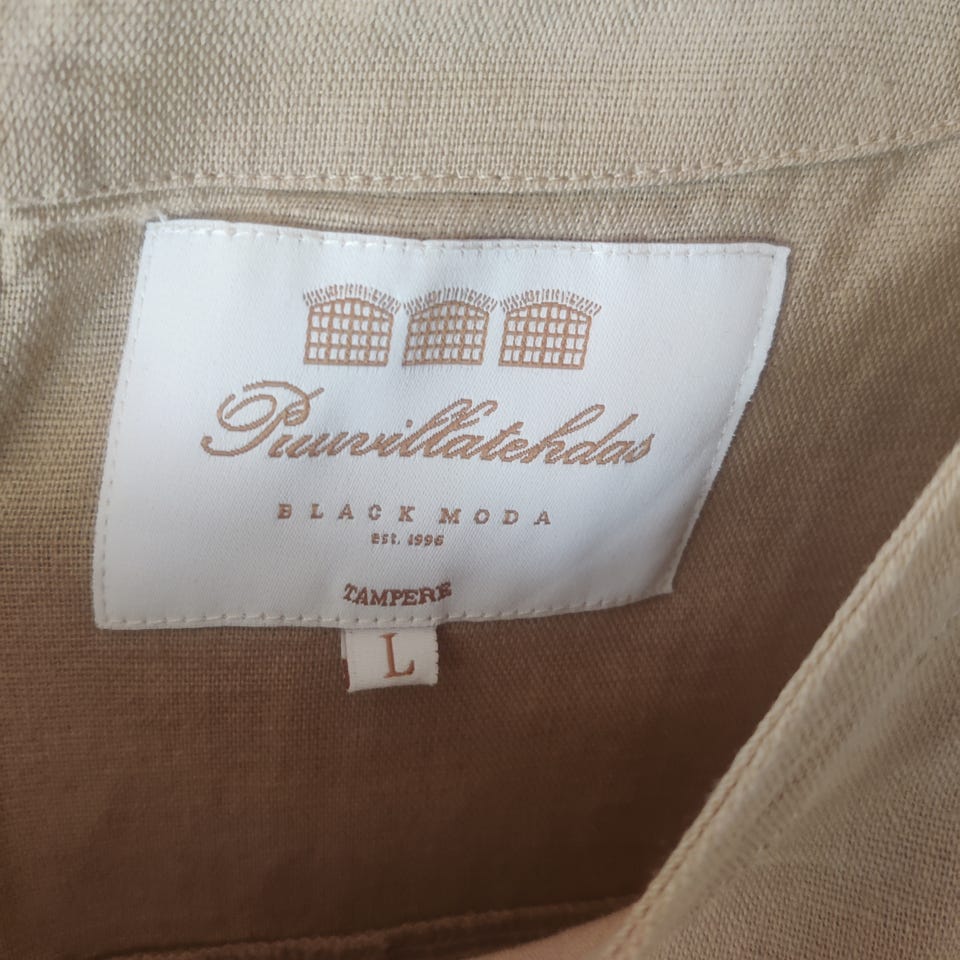 Puuvillatehdas
BLACK MODA
EST. 1996
TAMPERE
L